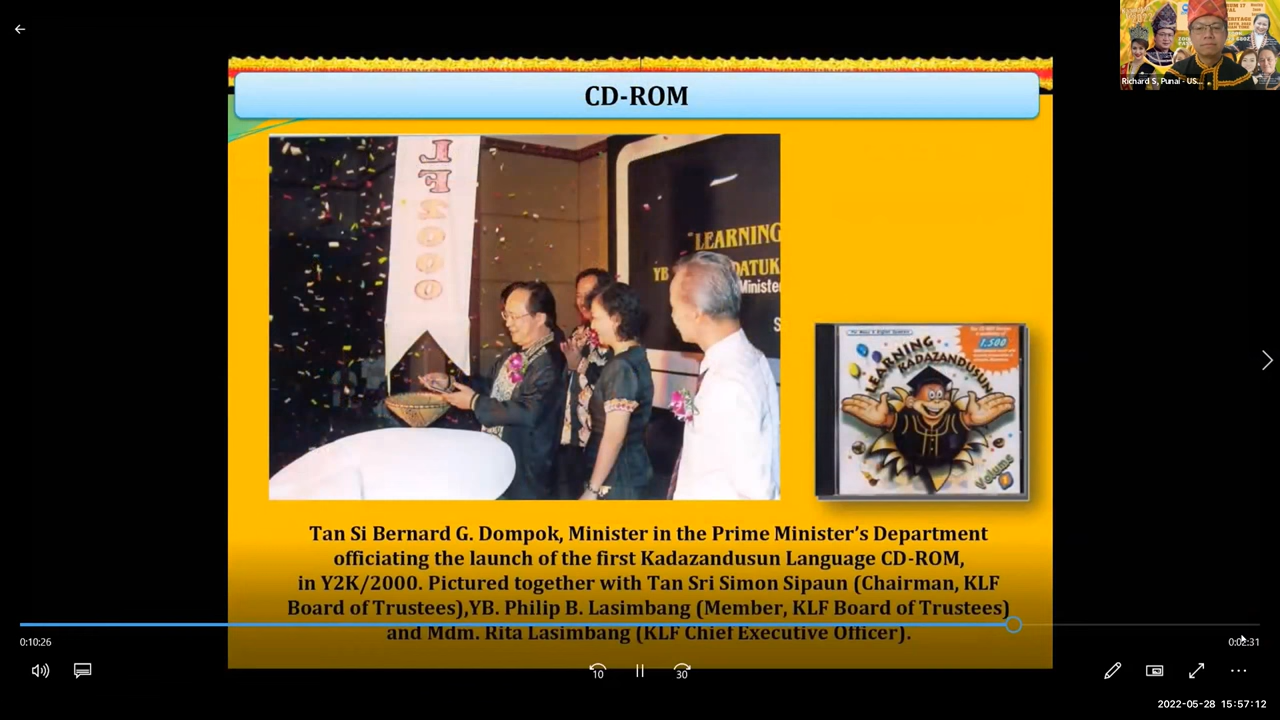 Richard S, Punai - US...
CD-ROM
LF2000
"LEARNING
YB
DATUK
Ministe
S
LEARNING
KADAZANDUSUN
1,500
Volume
Tan Si Bernard G. Dompok, Minister in the Prime Minister's Department
officiating the launch of the first Kadazandusun Language CD-ROM,
in Y2K/2000. Pictured together with Tan Sri Simon Sipaun (Chairman, KLF
Board of Trustees),YB. Philip B. Lasimbang (Member, KLF Board of Trustees)
and Mdm. Rita Lasimbang (KLF Chief Executive Officer).
0:10:26
0:02:31
10
30
2022-05-28 15:57:12